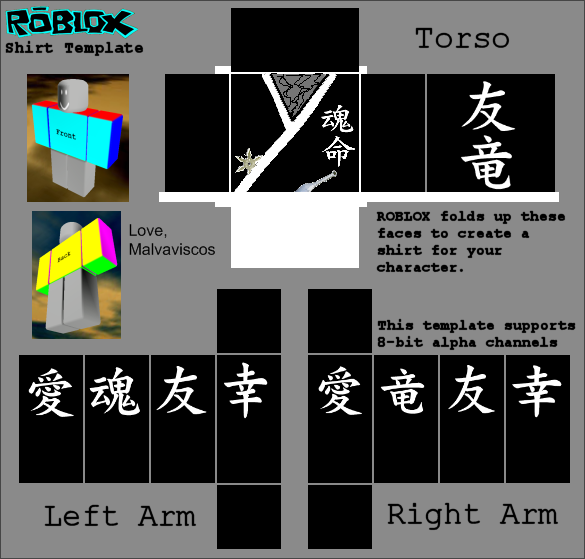 RŌBLOX
Shirt Template
Torso
Front
魂
命
友
竜
Love,
Malvaviscos
Back
ROBLOX folds up these
faces to create a
shirt for your
character.
This template supports
8-bit alpha channels
愛 魂 友 幸
愛 竜 友 幸
Left Arm
Right Arm